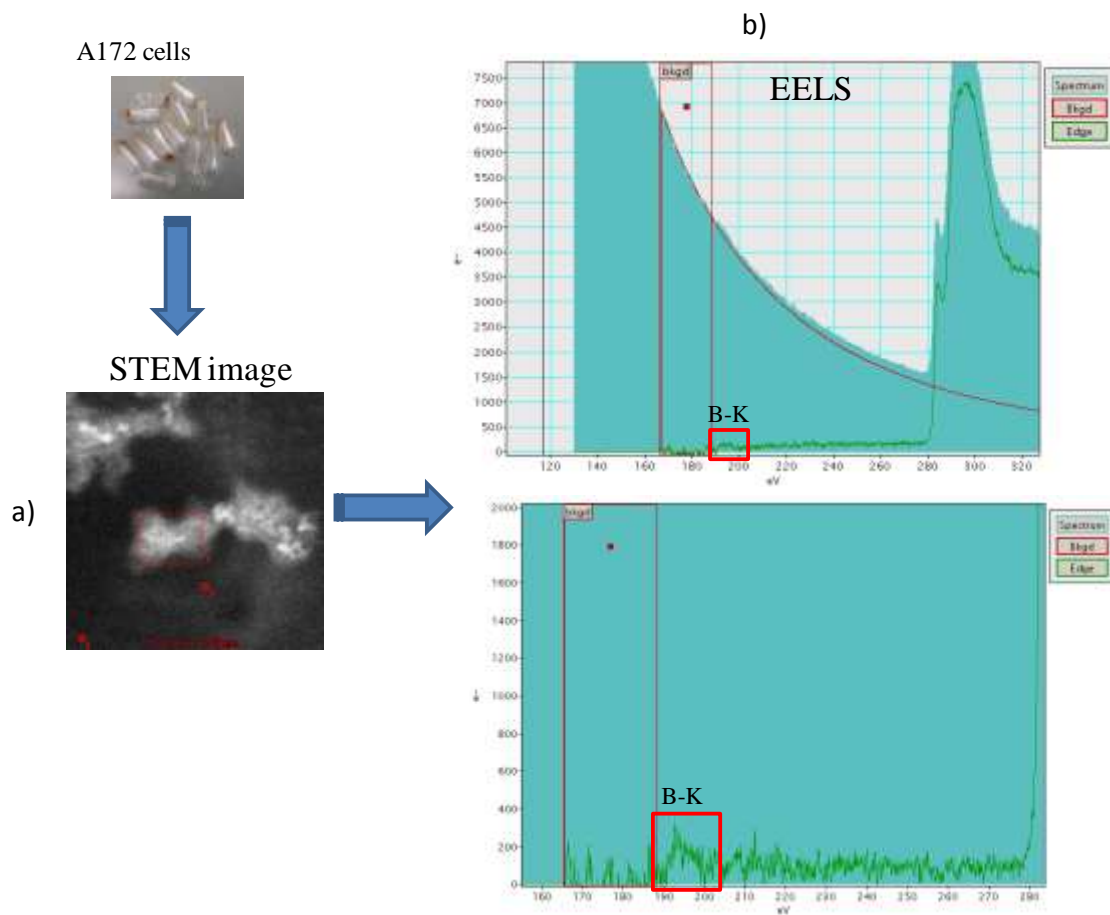 b)
A172 cells
EELS
bkgd
Spectrum
Bkgd
Edge
7500
7000
6500
6000
5500
5000
4500
4000
3500
3000
2500
2000
1500
1000
500
0
e-
B-K
120 140 160 180 200 220 240 260 280 300 320
eV
STEM image
a)
bkgd
Spectrum
Bkgd
Edge
2000
1800
1600
1400
1200
1000
800
600
400
200
0
e-
B-K
160 170 180 190 200 210 220 230 240 250 260 270 280
eV